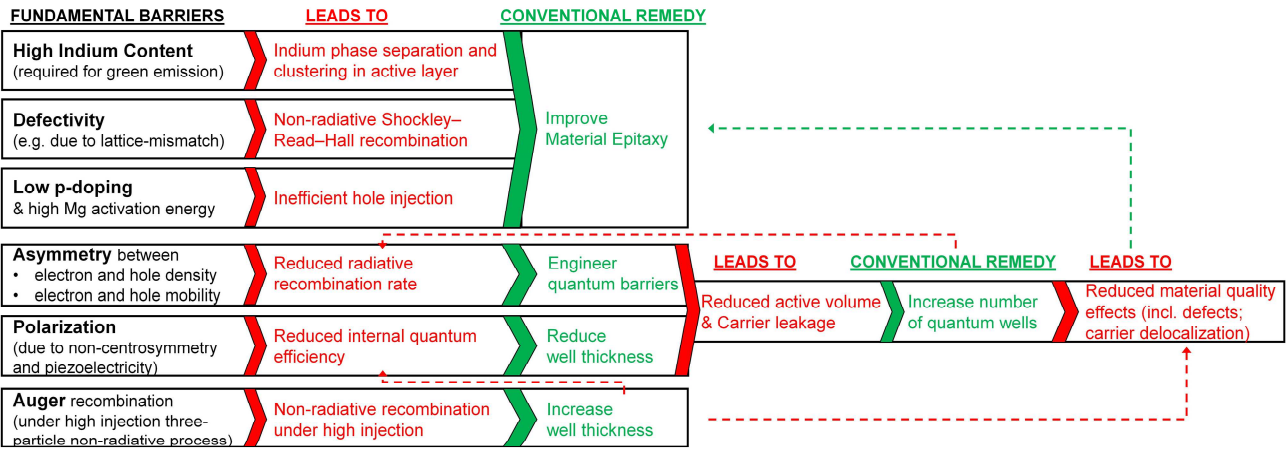 FUNDAMENTAL BARRIERS
LEADS TO
CONVENTIONAL REMEDY
High Indium Content
(required for green emission)
Indium phase separation and
clustering in active layer
Defectivity
(e.g. due to lattice-mismatch)
Non-radiative Shockley–
Read–Hall recombination
Low p-doping
& high Mg activation energy
Inefficient hole injection
Improve
Material Epitaxy
Asymmetry between
• electron and hole density
• electron and hole mobility
Reduced radiative
recombination rate
Engineer
quantum barriers
Polarization
(due to non-centrosymmetry
and piezoelectricity)
Reduced internal quantum
efficiency
Reduce
well thickness
Auger recombination
(under high injection three-
particle non-radiative process)
Non-radiative recombination
under high injection
Increase
well thickness
LEADS TO
CONVENTIONAL REMEDY
LEADS TO
Reduced active volume
& Carrier leakage
Increase number
of quantum wells
Reduced material quality
effects (incl. defects;
carrier delocalization)